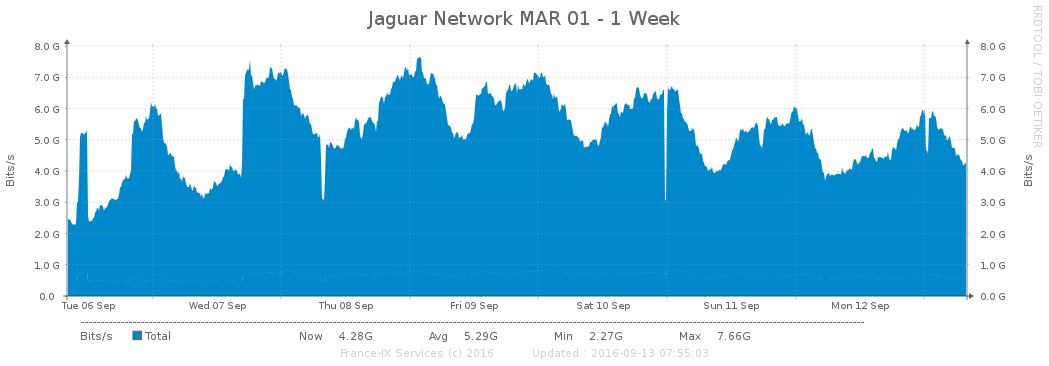 Jaguar Network MAR 01 - 1 Week
RRDTOOL / TOBI OETIKER
Bits/s
8.0 G 8.0 G
7.0 G 7.0 G
6.0 G 6.0 G
5.0 G 5.0 G
4.0 G 4.0 G
3.0 G 3.0 G
2.0 G 2.0 G
1.0 G 1.0 G
0.0 0.0 G
Bits/s
Tue 06 Sep Wed 07 Sep Thu 08 Sep Fri 09 Sep Sat 10 Sep Sun 11 Sep Mon 12 Sep
Bits/s Total Now 4.28G Avg 5.29G Min 2.27G Max 7.66G
France-IX Services (c) 2016 Updated : 2016-09-13 07:55:03